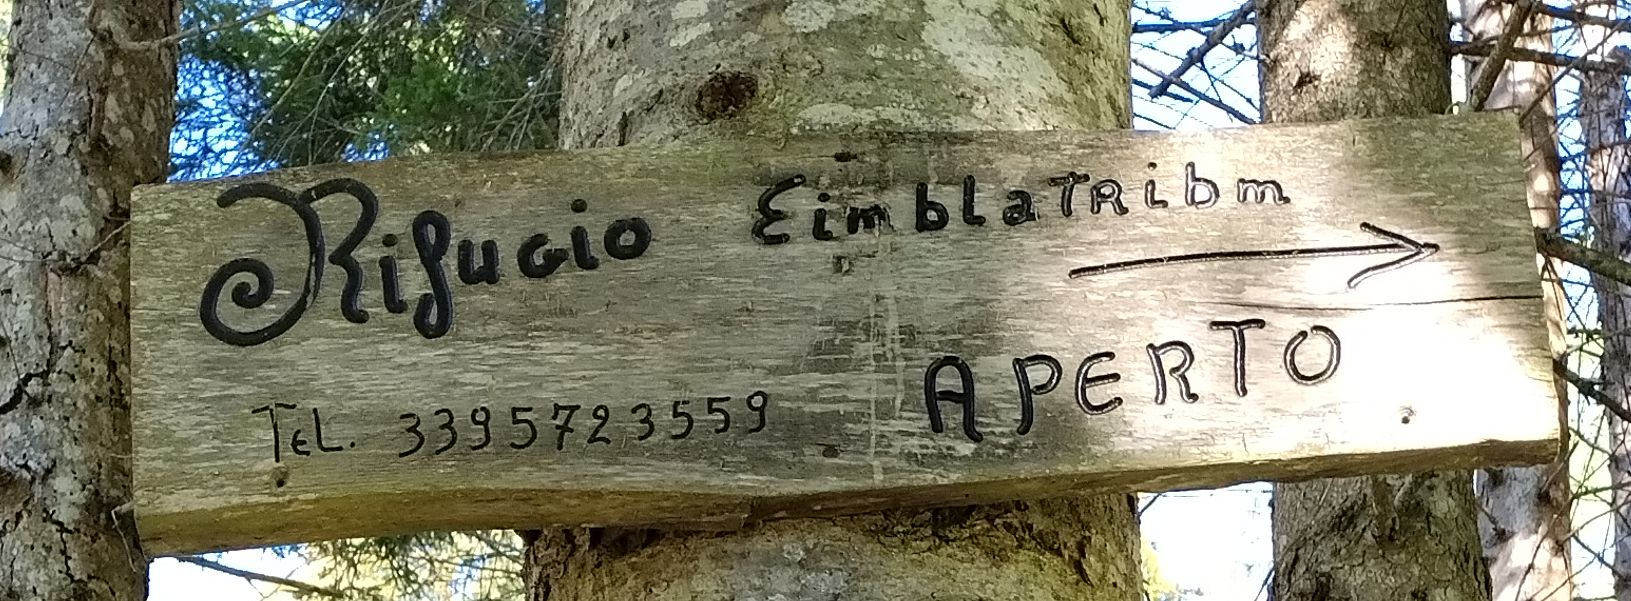 Rifugio EimblaTRibm
APERTO
TEL. 3395723559